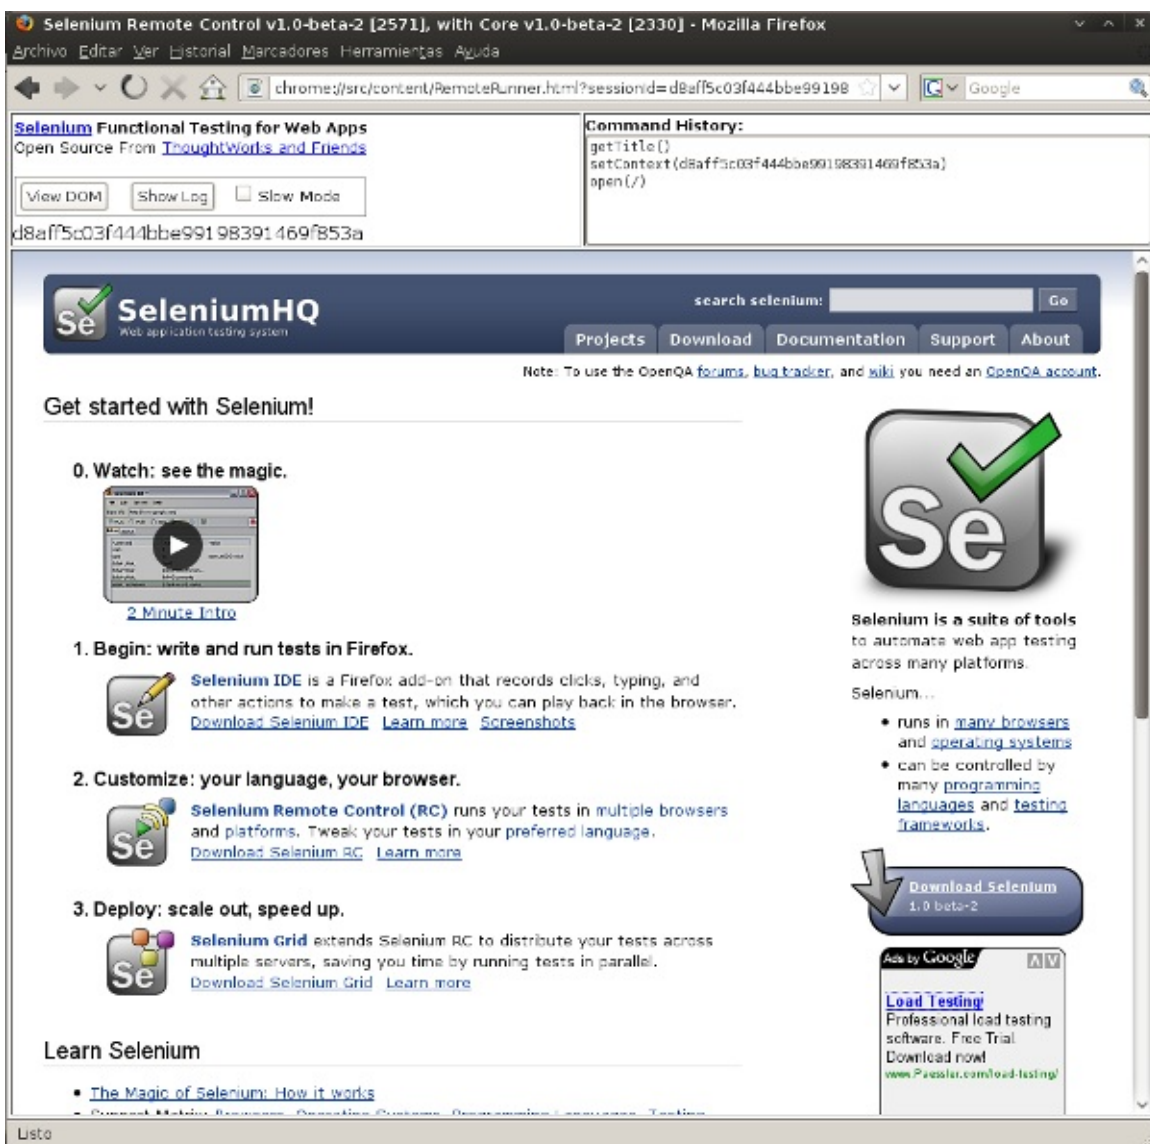 Selenium Remote Control v1.0-beta-2 [2571], with Core v1.0-beta-2 [2330] - Mozilla Firefox
Archivo Editar Ver Historial Marcadores Herramientas Ayuda
chrome://src/content/RemoteRunner.html?sessionId=d8aff5c03f444bbe99198
Google
Selenium Functional Testing for Web Apps
Open Source From ThoughtWorks and Friends
View DOM Show Log Slow Mode
d8aff5c03f444bbe99198391469f853a
Command History:
getTitle()
setContext(d8aff5c03f444bbe99198391469f853a)
open(/)
Se
SeleniumHQ
Web application testing system
search selenium: Go
Projects Download Documentation Support About
Note: To use the OpenQA forums, bug tracker, and wiki you need an OpenQA account.
Get started with Selenium!
0. Watch: see the magic.
2 Minute Intro
1. Begin: write and run tests in Firefox.
Se
Selenium IDE is a Firefox add-on that records clicks, typing, and
other actions to make a test, which you can play back in the browser.
Download Selenium IDE Learn more Screenshots
2. Customize: your language, your browser.
Se
Selenium Remote Control (RC) runs your tests in multiple browsers
and platforms. Tweak your tests in your preferred language.
Download Selenium RC Learn more
3. Deploy: scale out, speed up.
Se
Selenium Grid extends Selenium RC to distribute your tests across
multiple servers, saving you time by running tests in parallel.
Download Selenium Grid Learn more
Learn Selenium
The Magic of Selenium: How it works
Se
Selenium is a suite of tools
to automate web app testing
across many platforms.
Selenium...
runs in many browsers
and operating systems
can be controlled by
many programming
languages and testing
frameworks.
Download Selenium
1.0 beta-2
Ads by Google
Load Testing
Professional load testing
software. Free Trial
Download now!
www.Paessler.com/load-testing/
Listo